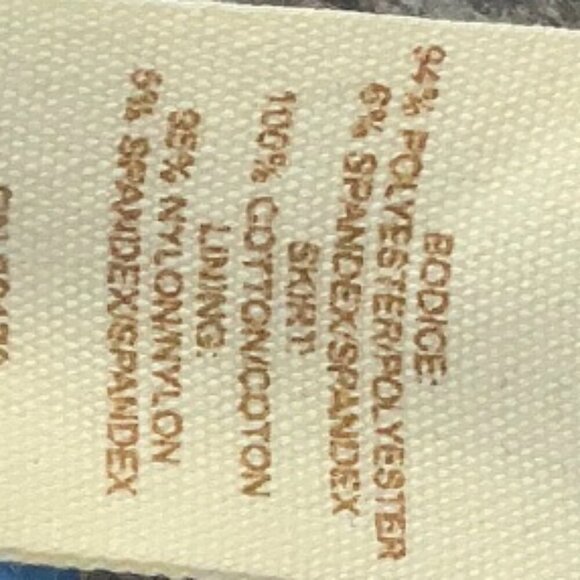 BODICE:
94% POLYESTER/POLYESTER
6% SPANDEX/SPANDEX
SKIRT:
100% COTTON/COTON
LINING:
95% NYLON/NYLON
5% SPANDEX/SPANDEX